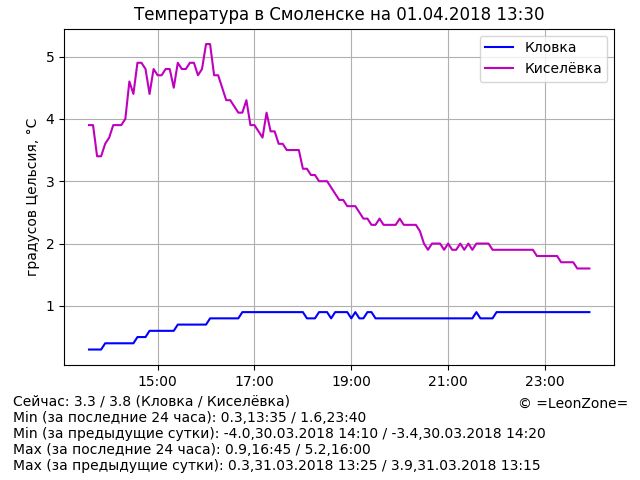 Температура в Смоленске на 01.04.2018 13:30
градусов Цельсия, °C
5
4
3
2
1
Кловка
Киселёвка
15:00 17:00 19:00 21:00 23:00
Сейчас: 3.3 / 3.8 (Кловка / Киселёвка)
© =LeonZone=
Min (за последние 24 часа): 0.3,13:35 / 1.6,23:40
Min (за предыдущие сутки): -4.0,30.03.2018 14:10 / -3.4,30.03.2018 14:20
Max (за последние 24 часа): 0.9,16:45 / 5.2,16:00
Max (за предыдущие сутки): 0.3,31.03.2018 13:25 / 3.9,31.03.2018 13:15